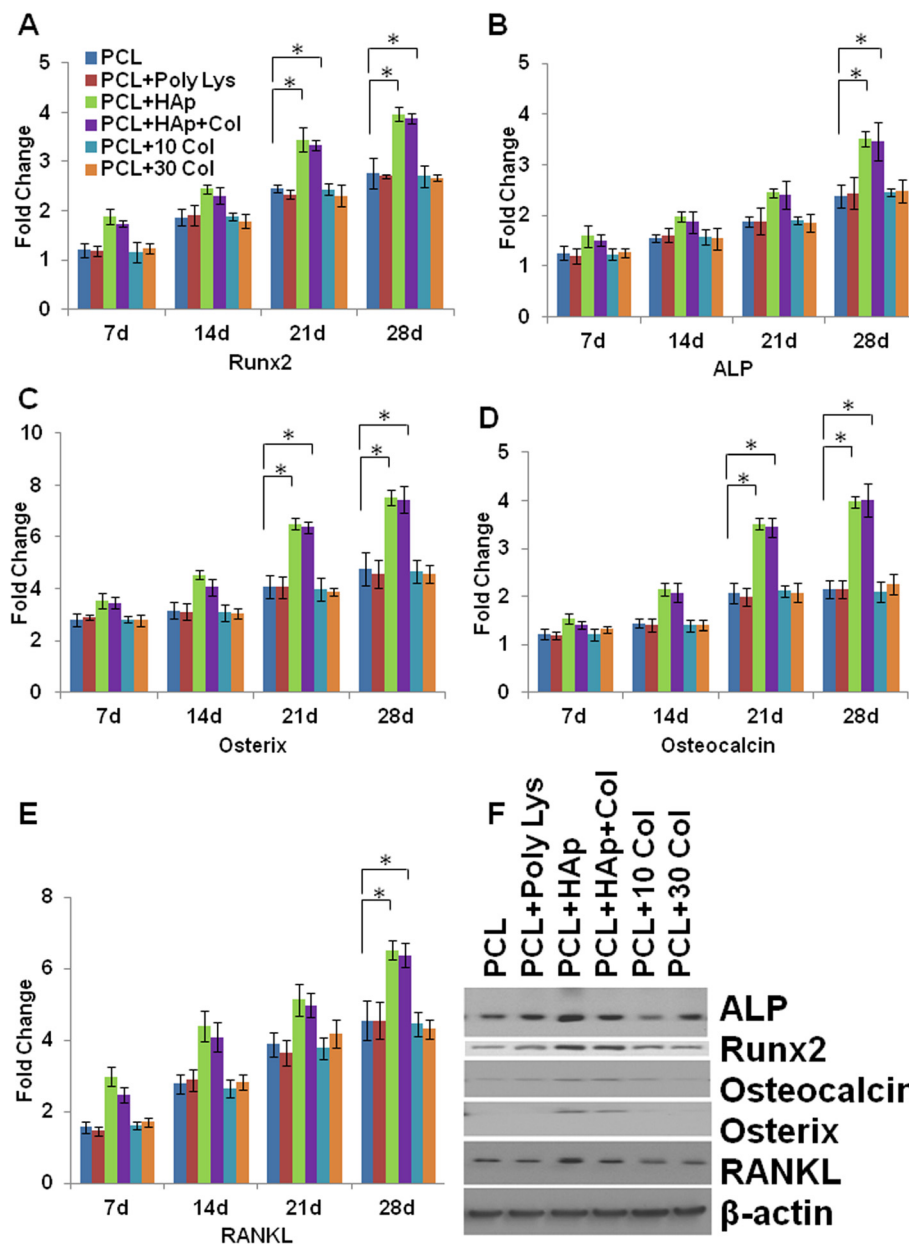 A
PCL
PCL+Poly Lys
PCL+HAp
PCL+HAp+Col
PCL+10 Col
PCL+30 Col
Fold Change
5
4
3
2
1
0
* * * *
7d 14d 21d 28d
Runx2
B
Fold Change
5
4
3
2
1
0
* *
7d 14d 21d 28d
ALP
C
Fold Change
10
8
6
4
2
0
* * * *
7d 14d 21d 28d
Osterix
D
Fold Change
5
4
3
2
1
0
* * * *
7d 14d 21d 28d
Osteocalcin
E
Fold Change
8
6
4
2
0
* *
7d 14d 21d 28d
RANKL
F
PCL
PCL+Poly Lys
PCL+HAp
PCL+HAp+Col
PCL+10 Col
PCL+30 Col
ALP
Runx2
Osteocalcin
Osterix
RANKL
β-actin